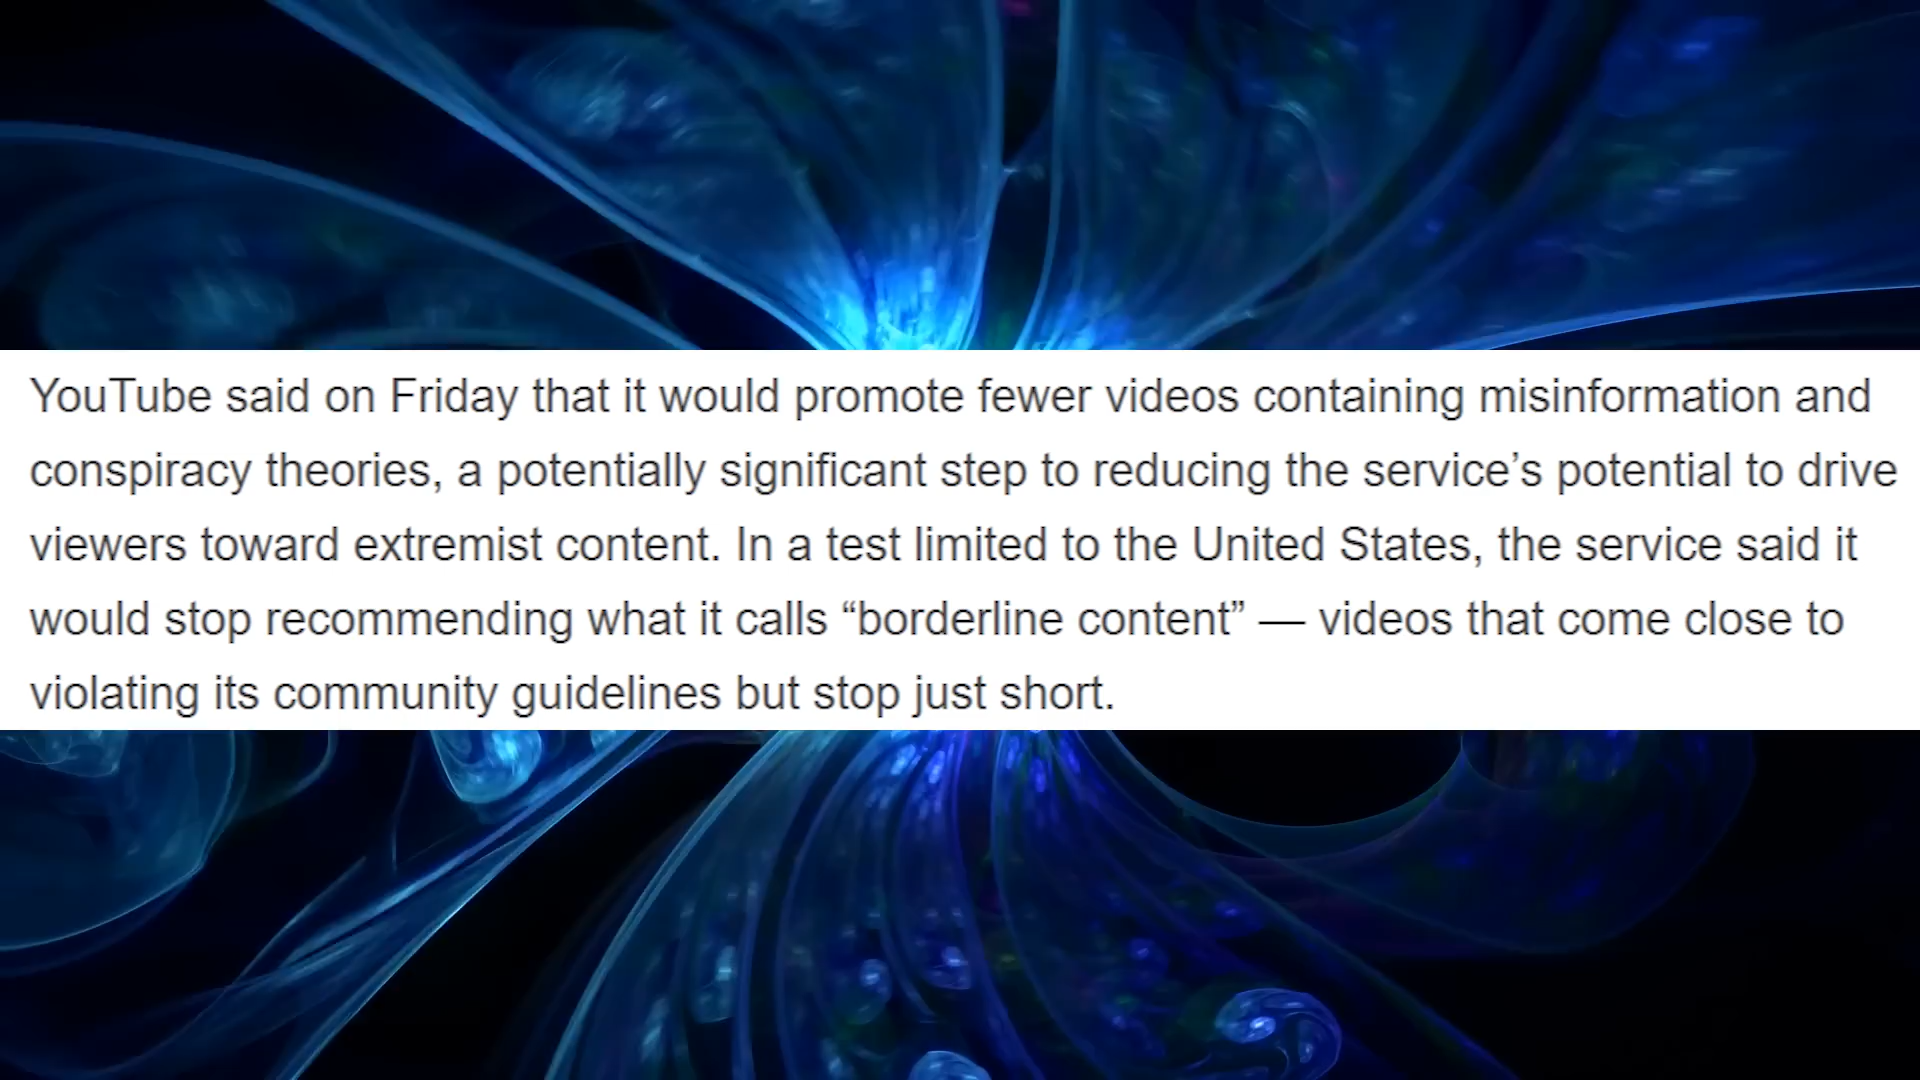 YouTube said on Friday that it would promote fewer videos containing misinformation and
conspiracy theories, a potentially significant step to reducing the service’s potential to drive
viewers toward extremist content. In a test limited to the United States, the service said it
would stop recommending what it calls “borderline content” — videos that come close to
violating its community guidelines but stop just short.